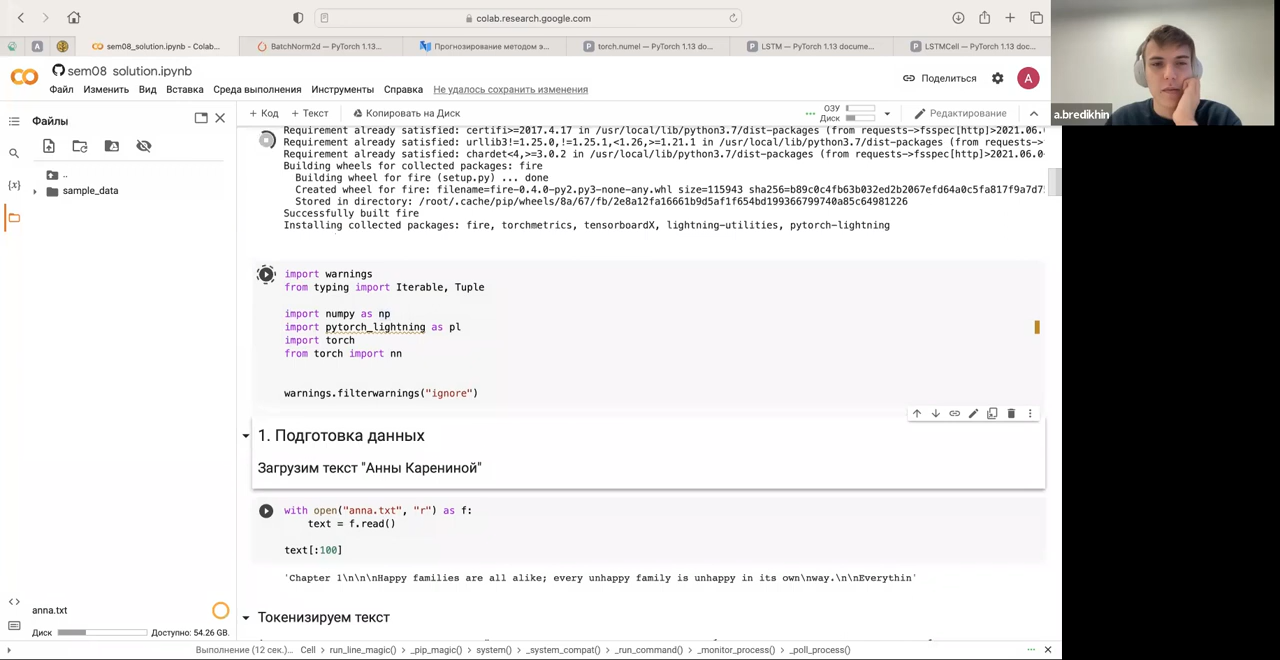 colab.research.google.com
A
sem08_solution.ipynb - Colab...
BatchNorm2d — PyTorch 1.13...
Прогнозирование методом э...
torch.numel — PyTorch 1.13 do...
LSTM — PyTorch 1.13 docume...
LSTMCell — PyTorch 1.13 doc...
a.bredikhin
sem08_solution.ipynb
Поделиться
A
Файл Изменить Вид Вставка Среда выполнения Инструменты Справка Не удалось сохранить изменения
Файлы
+ Код + Текст Копировать на Диск
ОЗУ
Диск
Редактирование
..
sample_data
Requirement already satisfied: certifi>=2017.4.17 in /usr/local/lib/python3.7/dist-packages (from requests->fsspec[http]>2021.06.
Requirement already satisfied: urllib3!=1.25.0,!=1.25.1,<1.26,>=1.21.1 in /usr/local/lib/python3.7/dist-packages (from requests->
Requirement already satisfied: chardet<4,>=3.0.2 in /usr/local/lib/python3.7/dist-packages (from requests->fsspec[http]>2021.06.0
Building wheels for collected packages: fire
Building wheel for fire (setup.py) ... done
Created wheel for fire: filename=fire-0.4.0-py2.py3-none-any.whl size=115943 sha256=b89c0c4fb63b032ed2b2067efd64a0c5fa817f9a7d7
Stored in directory: /root/.cache/pip/wheels/8a/67/fb/2e8a12fa16661b9d5af1f654bd199366799740a85c64981226
Successfully built fire
Installing collected packages: fire, torchmetrics, tensorboardX, lightning-utilities, pytorch-lightning
import warnings
from typing import Iterable, Tuple
import numpy as np
import pytorch_lightning as pl
import torch
from torch import nn
warnings.filterwarnings("ignore")
1. Подготовка данных
Загрузим текст "Анны Карениной"
with open("anna.txt", "r") as f:
text = f.read()
text[:100]
'Chapter 1\n\n\nHappy families are all alike; every unhappy family is unhappy in its own\nway.\n\nEverythin'
Токенизируем текст
anna.txt
Диск
Доступно: 54.26 GB.
Выполнение (12 сек.)... Cell > run_line_magic() > _pip_magic() > system() > _system_compat() > _run_command() > _monitor_process() > _poll_process()